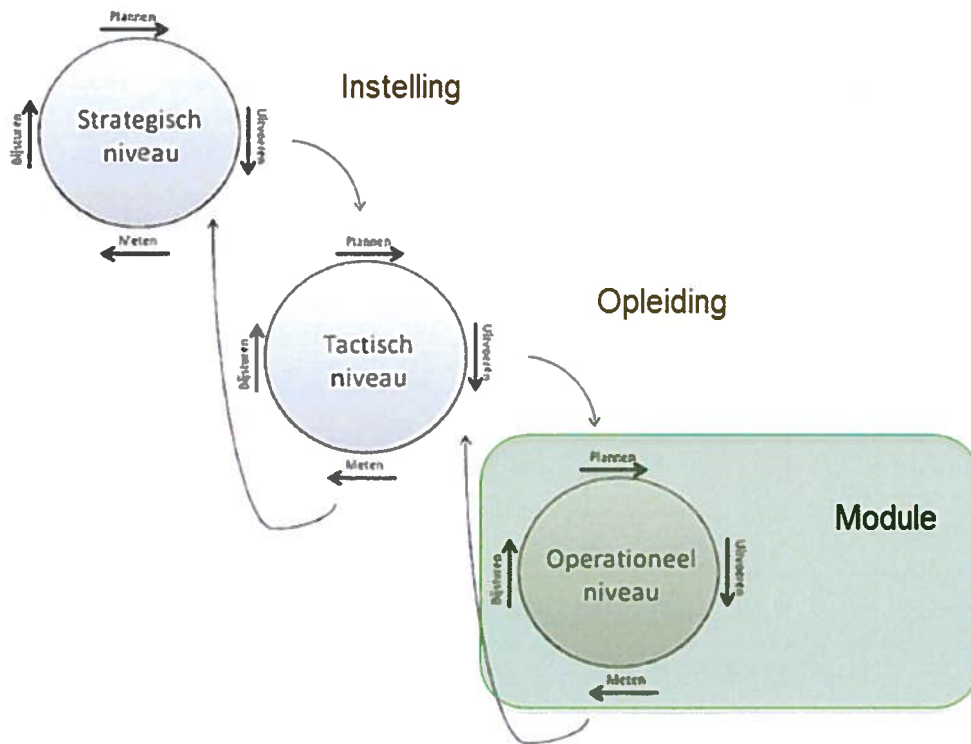 Plannen
Instelling
Strategisch
niveau
Bijsturen
Uitvoeren
Meten
Plannen
Opleiding
Tactisch
niveau
Bijsturen
Uitvoeren
Meten
Plannen
Module
Operationeel
niveau
Bijsturen
Uitvoeren
Meten